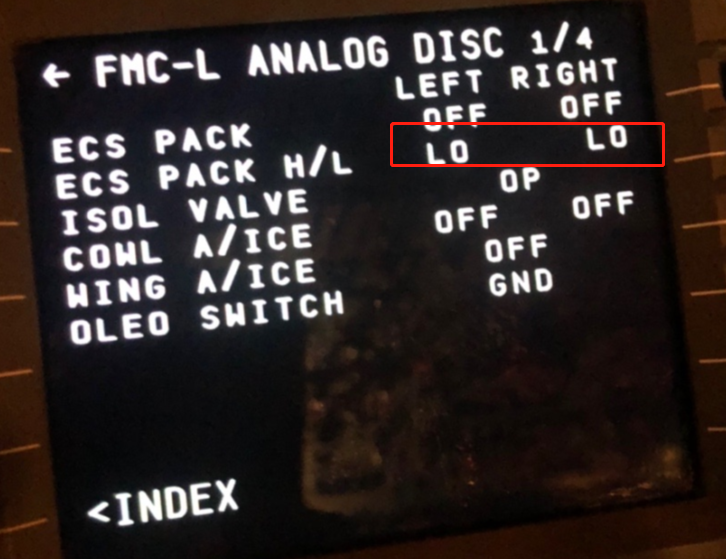 ← FMC-L ANALOG DISC 1/4
LEFT RIGHT
ECS PACK OFF OFF
ECS PACK H/L LO LO
ISOL VALVE OP
COWL A/ICE OFF OFF
WING A/ICE OFF
OLEO SWITCH GND
<INDEX